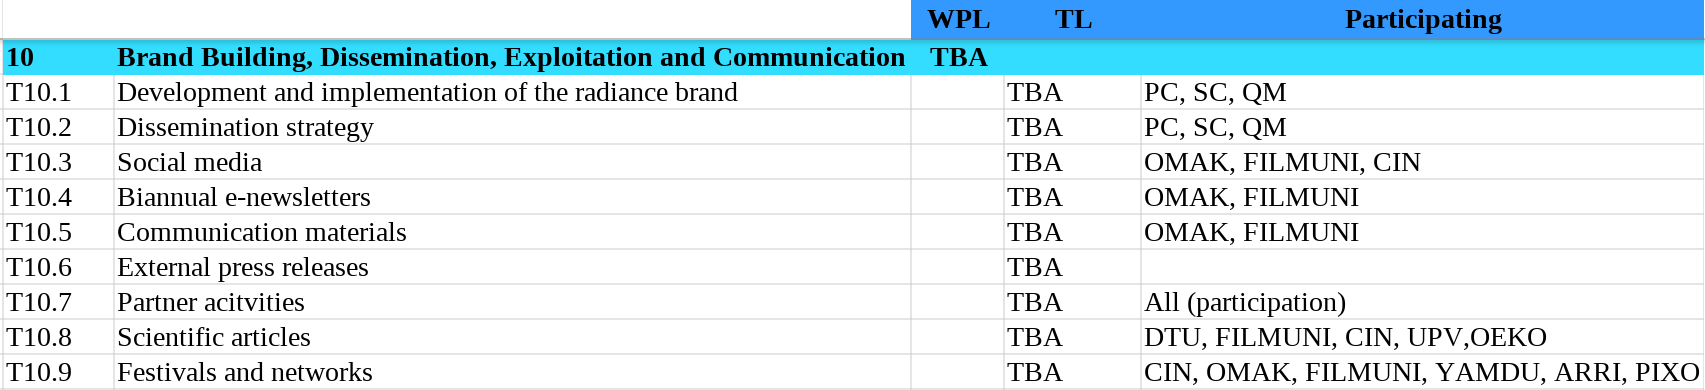 WPL TL Participating
10 Brand Building, Dissemination, Exploitation and Communication TBA
T10.1 Development and implementation of the radiance brand TBA PC, SC, QM
T10.2 Dissemination strategy TBA PC, SC, QM
T10.3 Social media TBA OMAK, FILMUNI, CIN
T10.4 Biannual e-newsletters TBA OMAK, FILMUNI
T10.5 Communication materials TBA OMAK, FILMUNI
T10.6 External press releases TBA
T10.7 Partner acitvities TBA All (participation)
T10.8 Scientific articles TBA DTU, FILMUNI, CIN, UPV,OEKO
T10.9 Festivals and networks TBA CIN, OMAK, FILMUNI, YAMDU, ARRI, PIXO